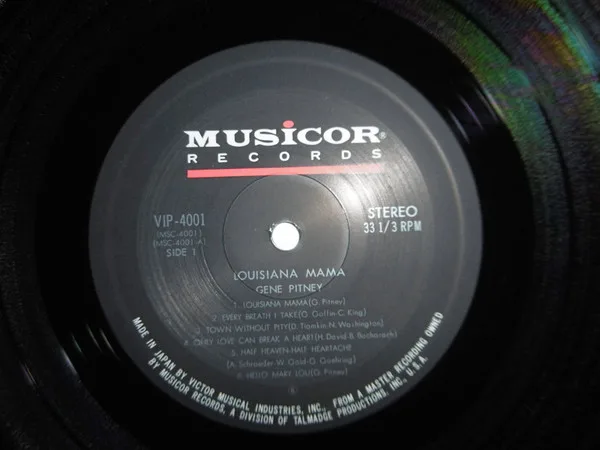 MUSICOR®
RECORDS
VIP-4001
(MSC-4001)
(MSC-4001-A)
SIDE 1
STEREO
33 1/3 RPM
LOUISIANA MAMA
GENE PITNEY
1. LOUISIANA MAMA(G. Pitney)
2. EVERY BREATH I TAKE(G. Goffin-C. King)
3. TOWN WITHOUT PITY(D. Tiomkin-N. Washington)
4. ONLY LOVE CAN BREAK A HEART(H. David-B. Bacharach)
5. HALF HEAVEN-HALF HEARTACHE
(A. Schroeder-W. Gold-G. Goehring)
6. HELLO MARY LOU(G. Pitney)
MADE IN JAPAN BY VICTOR MUSICAL INDUSTRIES, INC., FROM A MASTER RECORDING OWNED
BY MUSICOR RECORDS, A DIVISION OF TALMADGE PRODUCTIONS, INC., U.S.A.